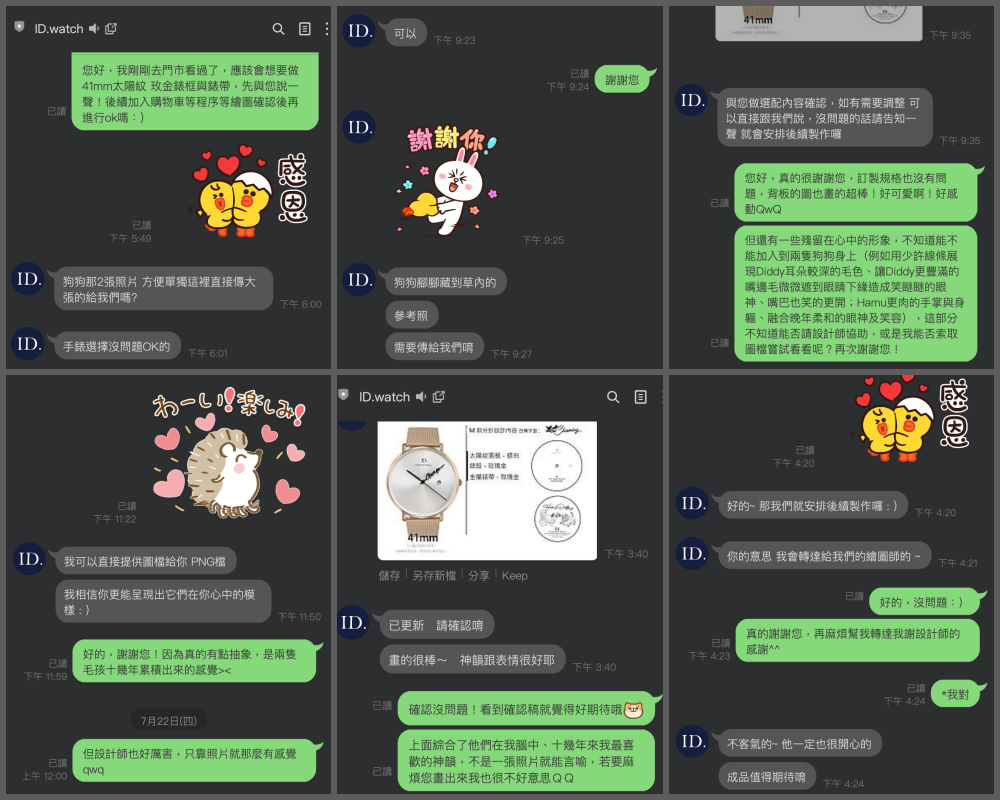 ID.watch
您好，我剛剛去門市看過了，應該會想要做
41mm太陽紋 玫金錶框與錶帶，先與您說一
聲！後續加入購物車等程序等繪圖確認後再
進行ok嗎：）
已讀
感恩
已讀
下午 5:49
ID.
狗狗那2張照片 方便單獨這裡直接傳大
張的給我們嗎?
下午 6:00
ID.
手錶選擇沒問題OK的
下午 6:01
ID.
可以
下午 9:23
已讀
下午 9:24
謝謝您
ID.
謝謝你!
下午 9:25
ID.
狗狗腳腳藏到草內的
參考照
需要傳給我們唷
下午 9:27
41mm
下午 9:35
ID.
與您做選配內容確認，如有需要調整 可
以直接跟我們說，沒問題的話請告知一
聲 就會安排後續製作囉
下午 9:35
您好，真的很謝謝您，訂製規格也沒有問
題，背板的圖也畫的超棒！好可愛啊！好感
動QwQ
已讀
但還有一些殘留在心中的形象，不知道能不
能加入到兩隻狗狗身上（例如用少許線條展
現Diddy耳朵較深的毛色、讓Diddy更豐滿的
嘴邊毛微微遮到眼睛下緣造成笑瞇瞇的眼
神、嘴巴也笑的更開；Hamu更肉的手掌與身
軀、融合晚年柔和的眼神及笑容），這部分
不知道能否請設計師協助，或是我能否索取
圖檔嘗試看看呢？再次謝謝您！
已讀
わーい!楽しみ!
已讀
下午 11:22
ID.
我可以直接提供圖檔給你 PNG檔
我相信你更能呈現出它們在你心中的模
樣：）
下午 11:50
好的，謝謝您！因為真的有點抽象，是兩隻
毛孩十幾年累積出來的感覺><
已讀
下午 11:59
7月22日(四)
但設計師也好厲害，只靠照片就那麼有感覺
qwq
已讀
上午 12:00
ID.watch
M 款分針設計內容
太陽紋面板 - 銀白
錶殼 - 玫瑰金
金屬錶帶 - 玫瑰金
41mm
下午 3:40
儲存｜另存新檔｜分享｜Keep
ID.
已更新　請確認唷
畫的很棒～　神韻跟表情很好耶
下午 3:40
已讀
確認沒問題！看到確認稿就覺得好期待哦
上面綜合了他們在我腦中、十幾年來我最喜
歡的神韻，不是一張照片就能言喻，若要麻
煩您畫出來我也很不好意思ＱＱ
已讀
感恩
已讀
下午 4:20
ID.
好的~ 那我們就安排後續製作囉：）
下午 4:20
ID.
你的意思 我會轉達給我們的繪圖師的 ~
下午 4:21
已讀
好的，沒問題：）
真的謝謝您，再麻煩幫我轉達我謝設計師的
感謝^^
已讀
下午 4:23
已讀
下午 4:24
*我對
ID.
不客氣的~ 他一定也很開心的
成品值得期待唷
下午 4:24